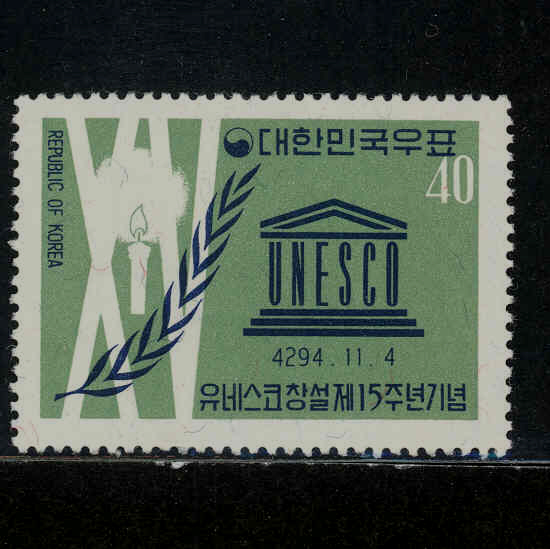 대한민국우표
40
REPUBLIC OF KOREA
UNESCO
4294.11.4
유네스코창설제15주년기념